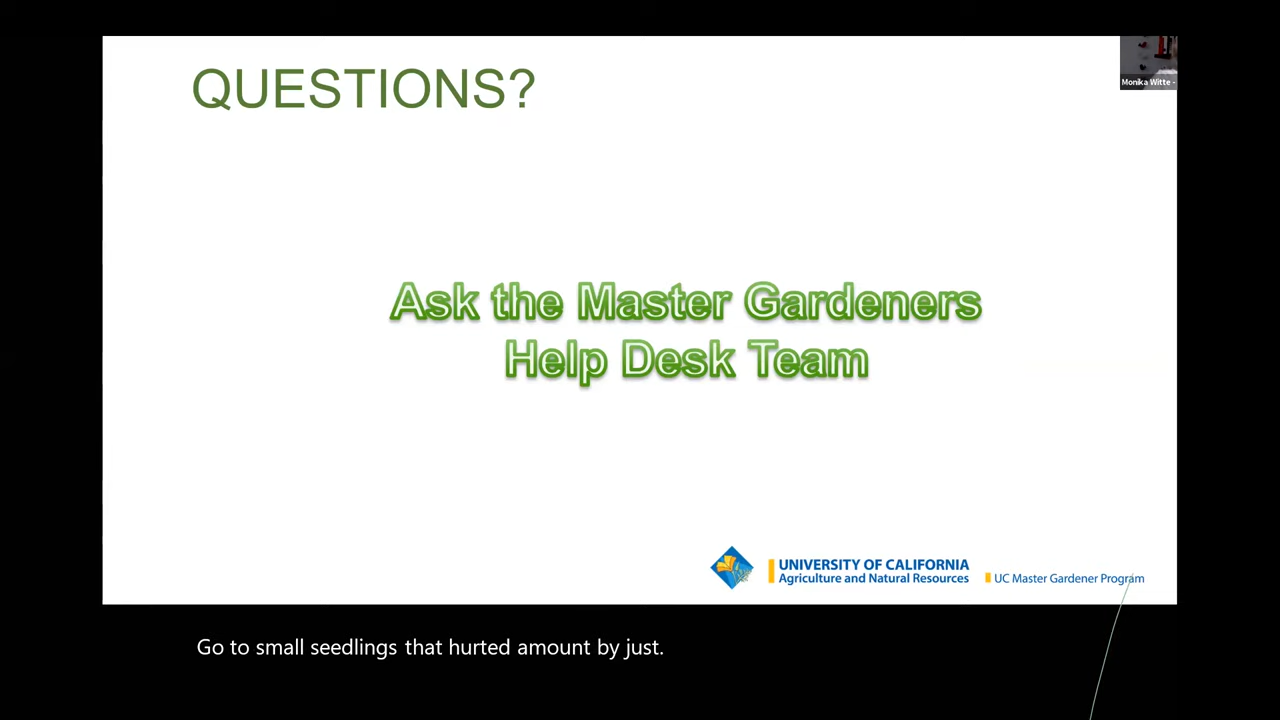 QUESTIONS?
Monika Witte -
Ask the Master Gardeners
Help Desk Team
UNIVERSITY OF CALIFORNIA
Agriculture and Natural Resources
UC Master Gardener Program
Go to small seedlings that hurted amount by just.